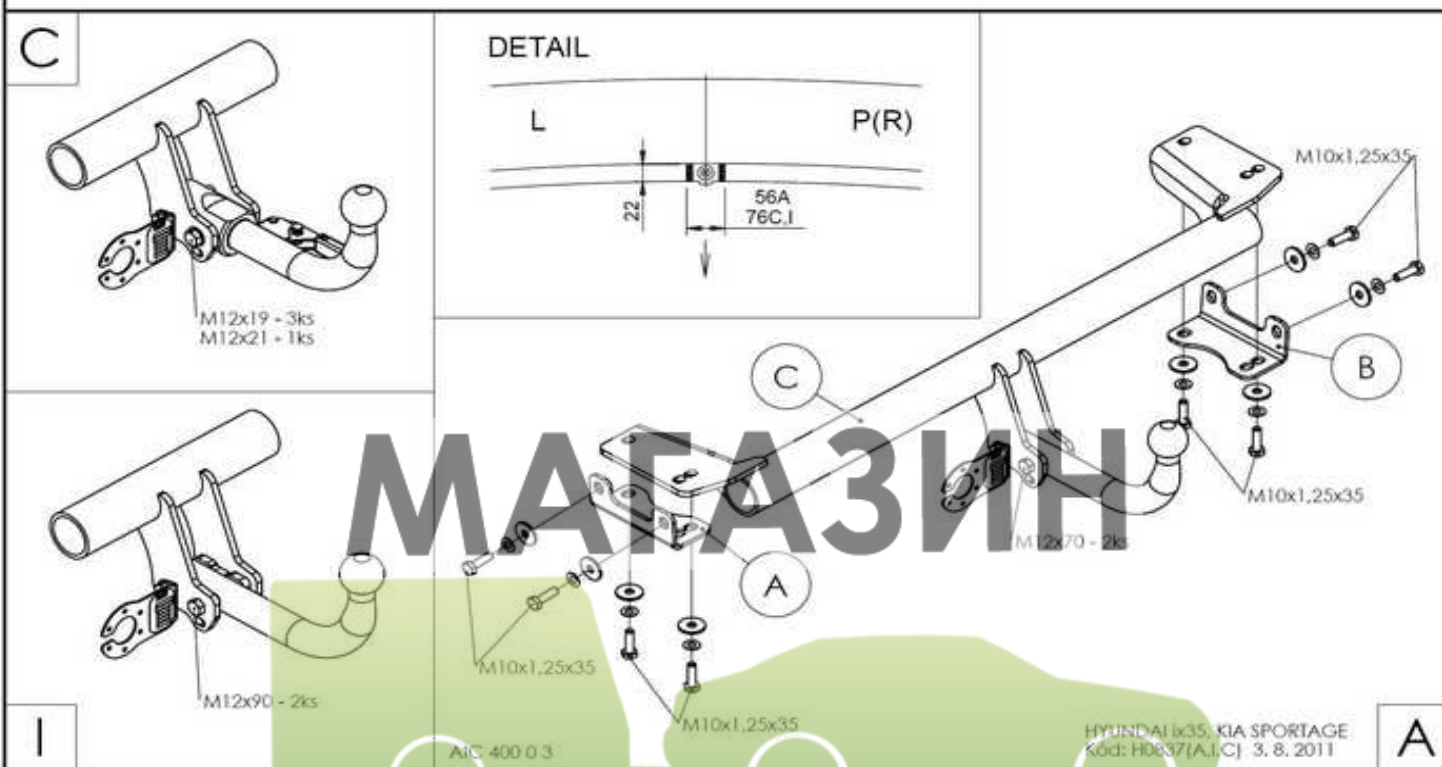 C
M12x19 - 3ks
M12x21 - 1ks
DETAIL
L
P(R)
22
56A
76C,I
M10x1,25x35
B
C
M10x1,25x35
M12x70 - 2ks
A
M10x1,25x35
M10x1,25x35
МАГАЗИН
M12x90 - 2ks
I
AIC 400 0 3
HYUNDAI ix35, KIA SPORTAGE
Kód: H0837(A,I,C) 3. 8. 2011
A